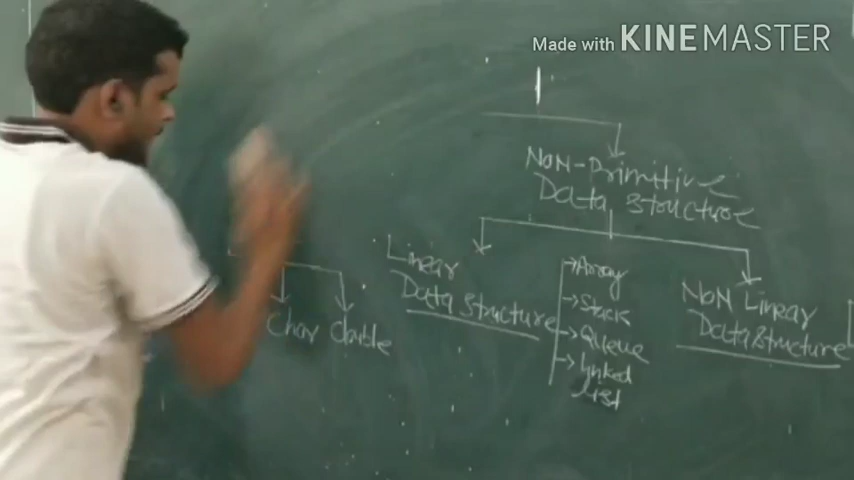 Made with KINEMASTER
Non-Primitive
Data Structure
Linear
Data Structure
Array
Stack
Queue
Linked
List
Non Linear
Data Structure
Char double